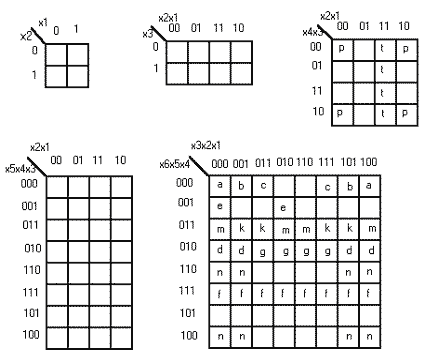 x1
x2 0 1
0
1
x2x1
x3 00 01 11 10
0
1
x2x1
x4x3 00 01 11 10
00 p t p
01 t
11 t
10 p t p
x2x1
x5x4x3 00 01 11 10
000
001
011
010
110
111
101
100
x3x2x1
x6x5x4 000 001 011 010 110 111 101 100
000 a b c c b a
001 e e
011 m k k m m k k m
010 d d g g g g d d
110 n n n n
111 f f f f f f f f
101
100 n n n n